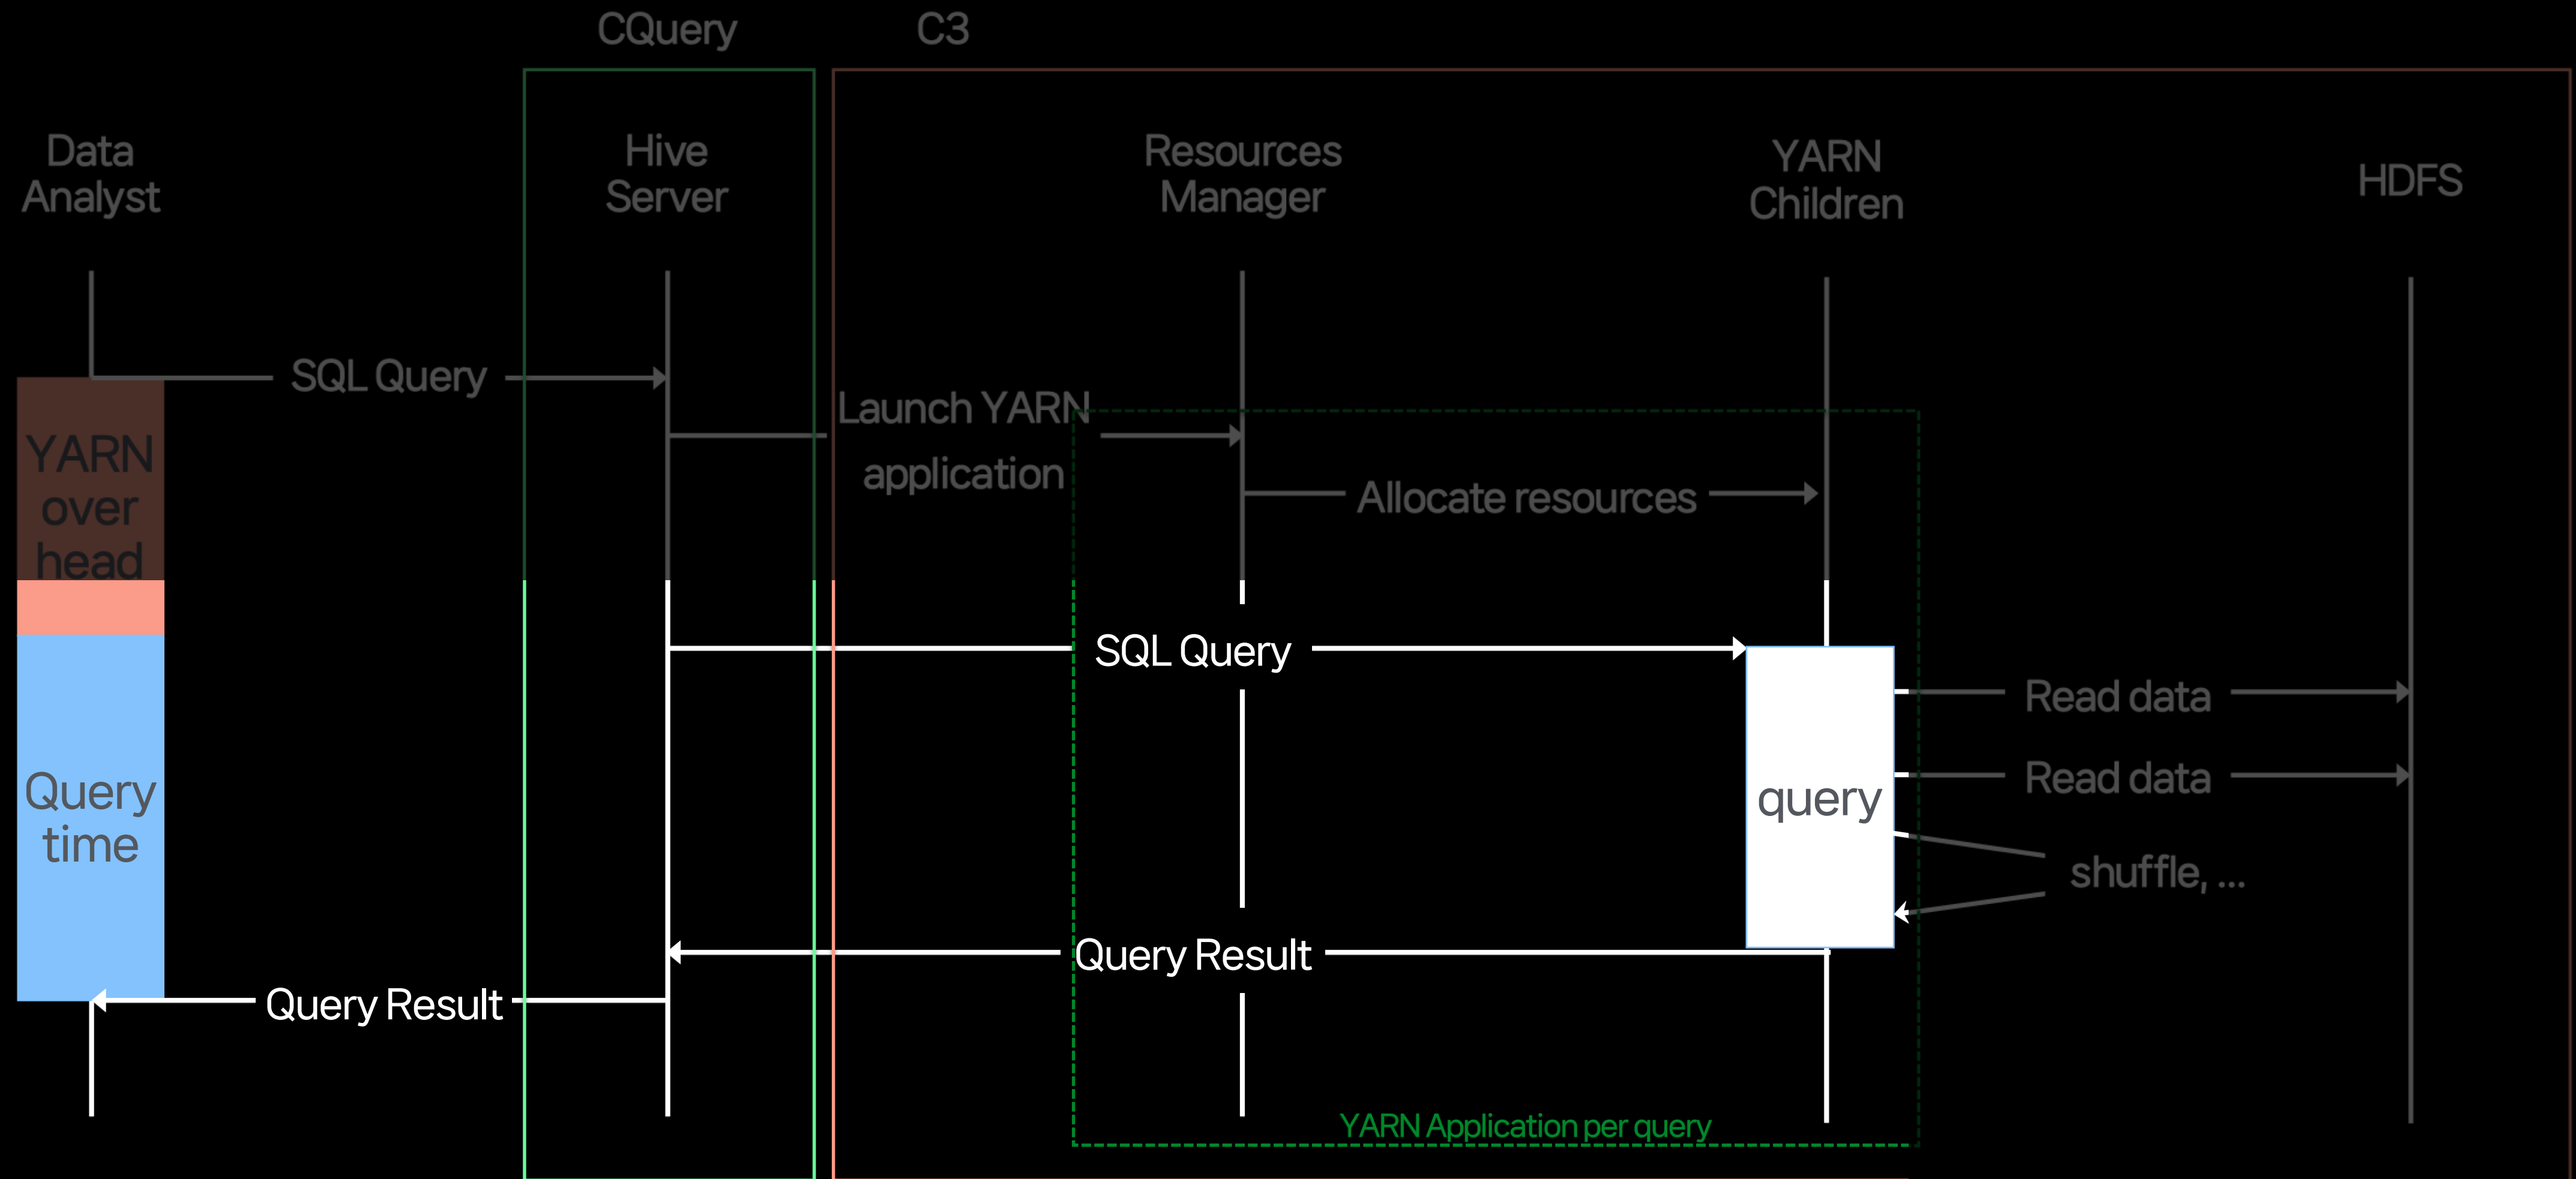 CQuery
C3
Data
Analyst
Hive
Server
Resources
Manager
YARN
Children
HDFS
SQL Query
Launch YARN
application
Allocate resources
YARN
over
head
SQL Query
Read data
Read data
query
Query
time
shuffle, ...
Query Result
Query Result
YARN Application per query